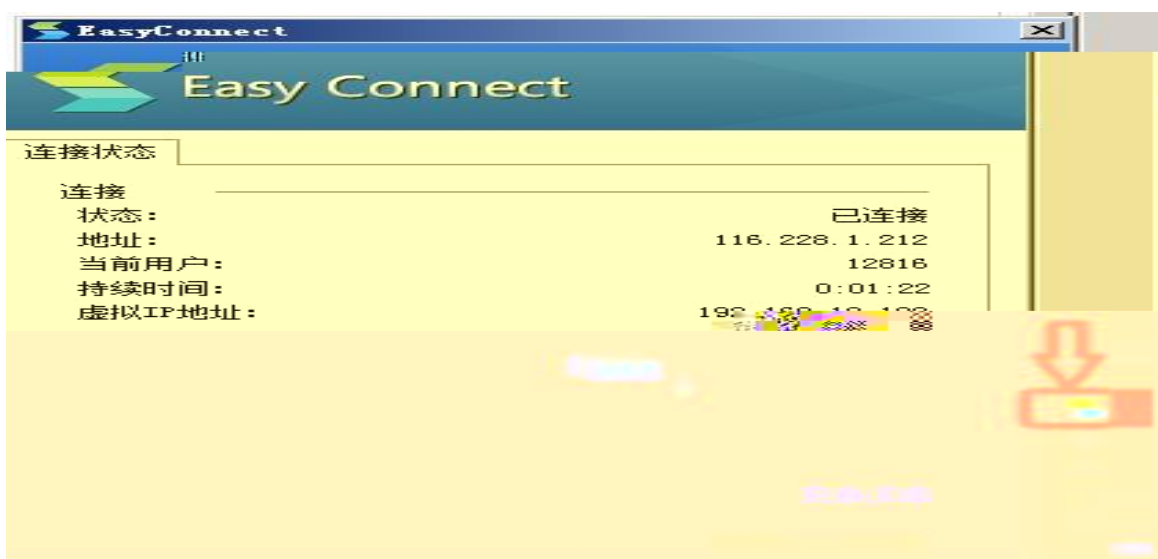 EasyConnect
Easy Connect
连接状态
连接
状态: 已连接
地址: 116.228.1.212
当前用户: 12816
持续时间: 0:01:22
虚拟IP地址: